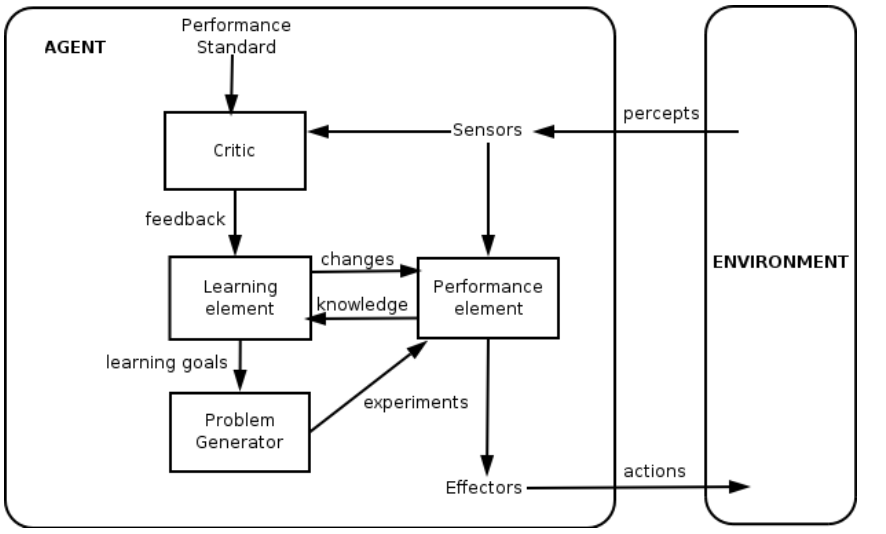 Performance
Standard
AGENT
percepts
Sensors
Critic
feedback
changes
ENVIRONMENT
Learning
element
Performance
element
knowledge
learning goals
experiments
Problem
Generator
actions
Effectors